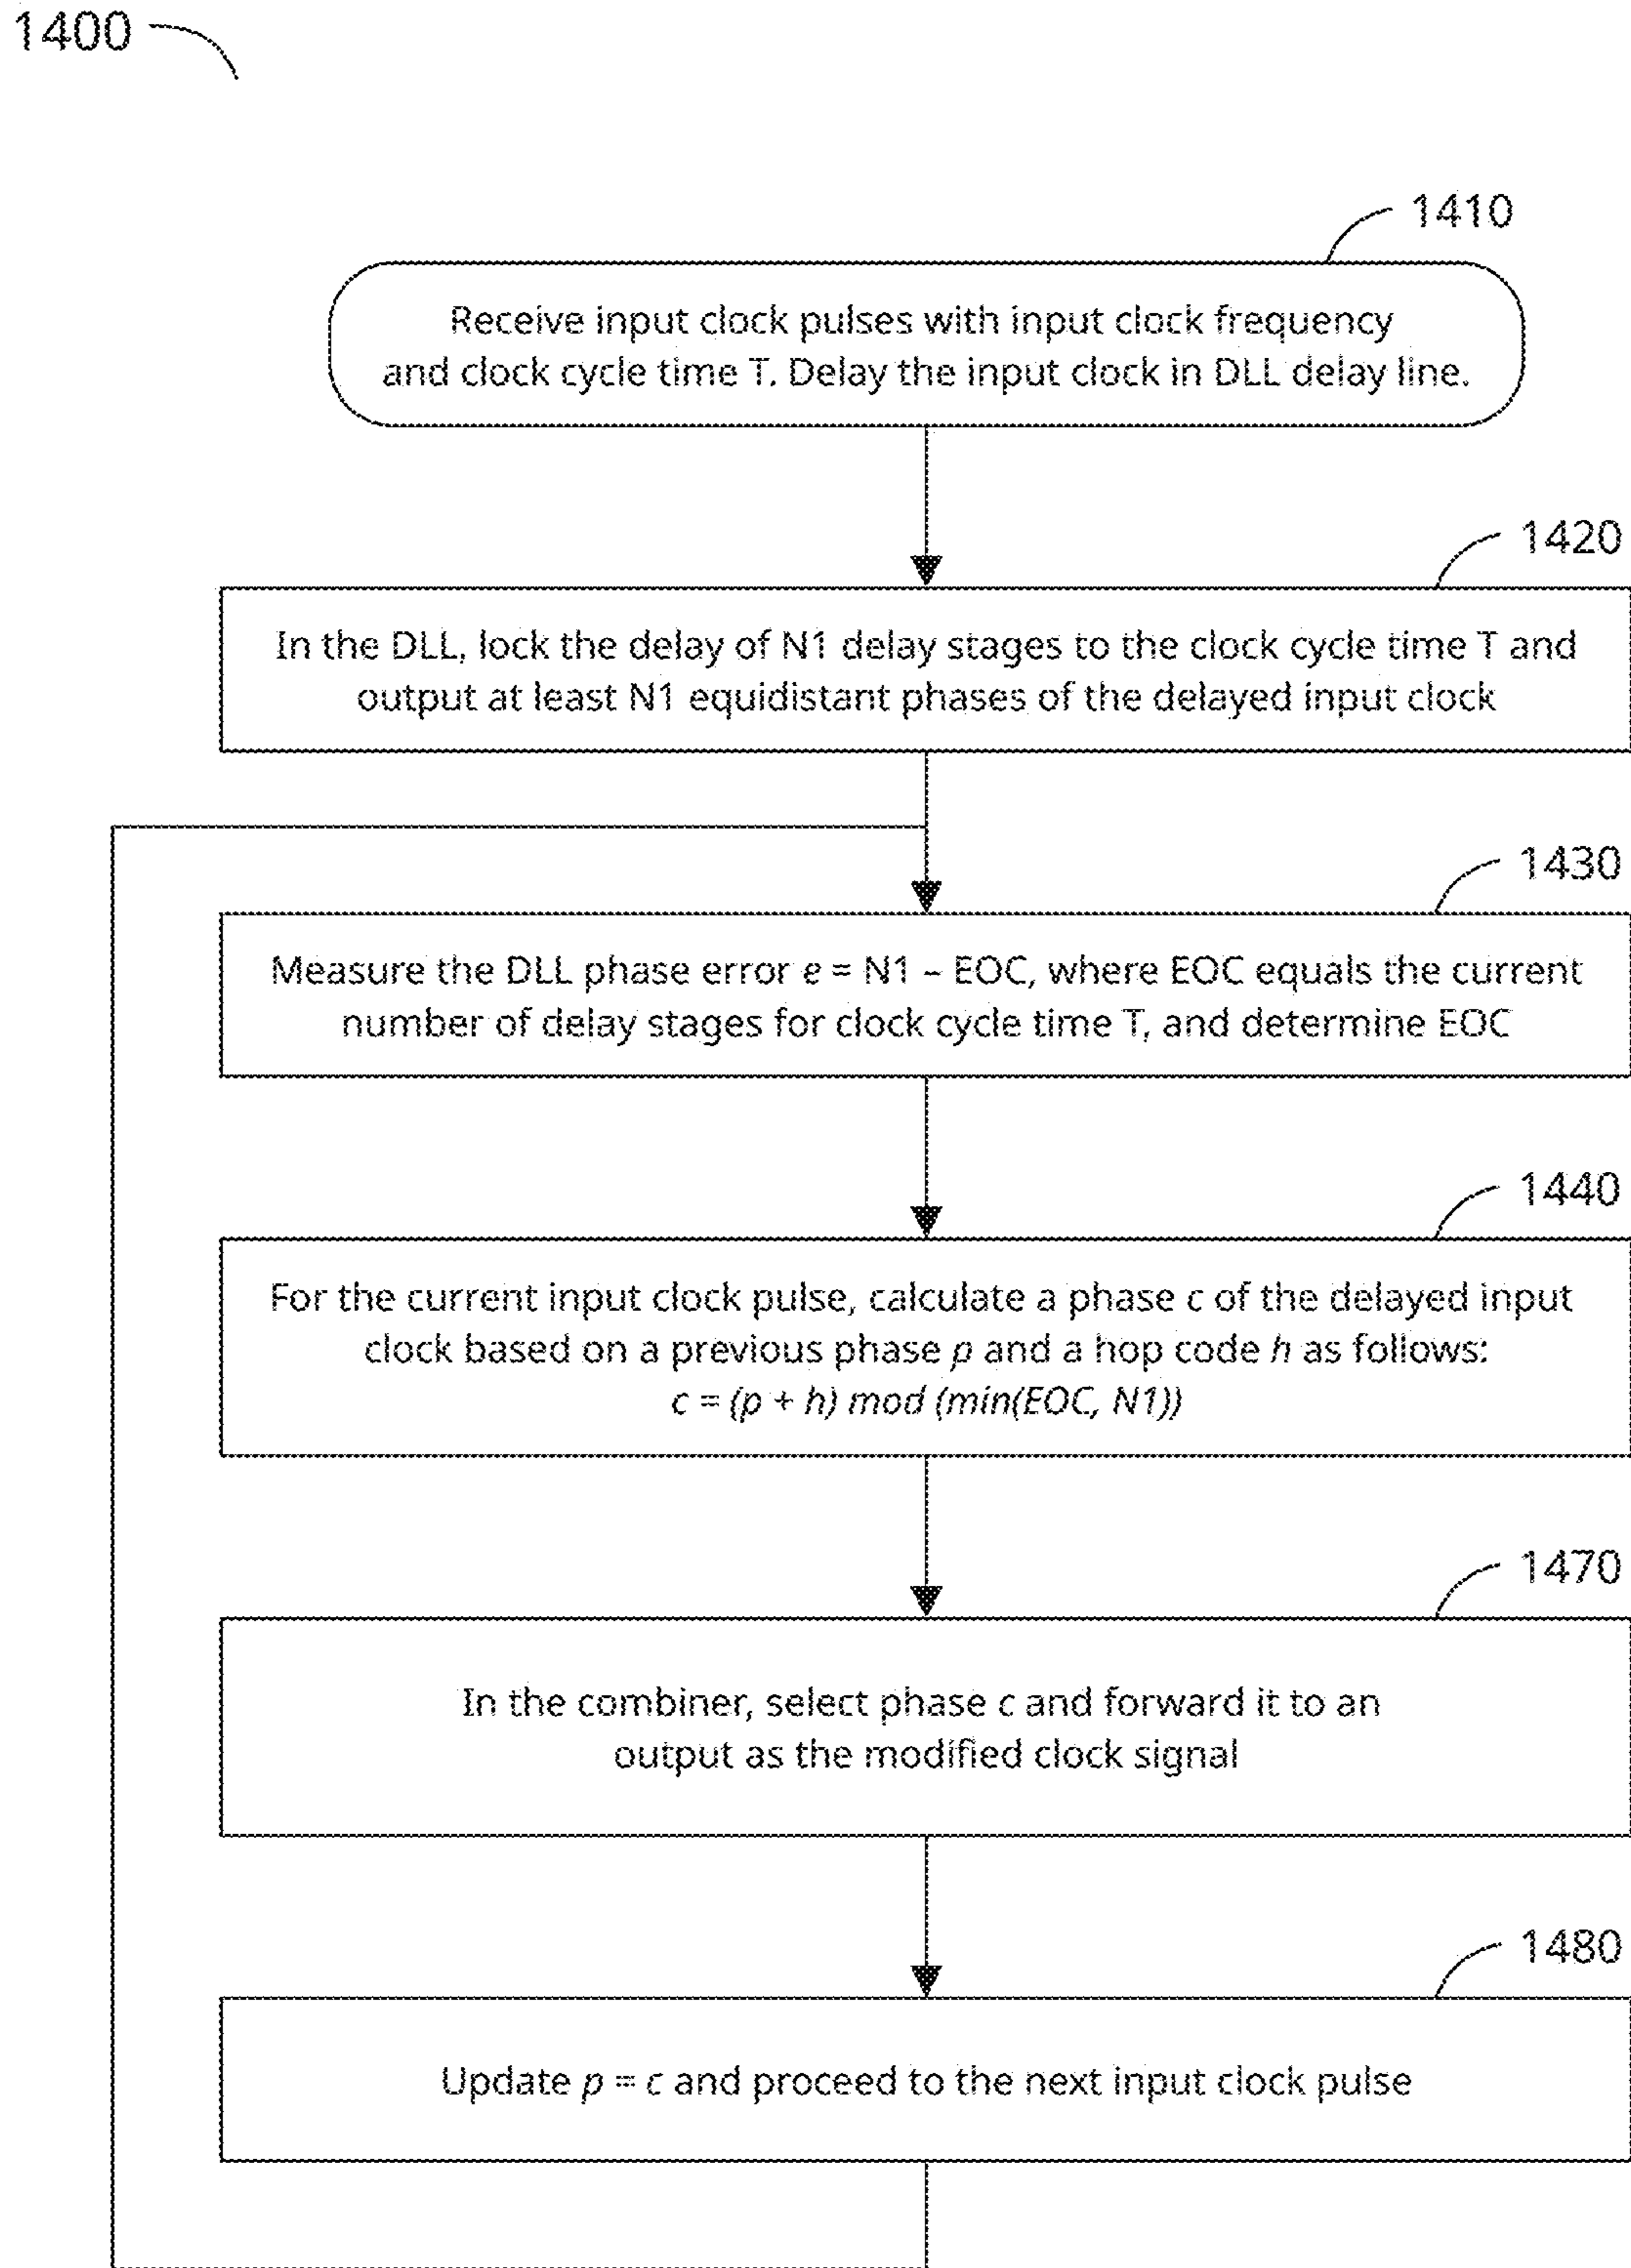 1400
1410
Receive input clock pulses with input clock frequency
and clock cycle time T. Delay the input clock in DLL delay line.
1420
In the DLL, lock the delay of N1 delay stages to the clock cycle time T and
output at least N1 equidistant phases of the delayed input clock
1430
Measure the DLL phase error e = N1 – EOC, where EOC equals the current
number of delay stages for clock cycle time T, and determine EOC
1440
For the current input clock pulse, calculate a phase c of the delayed input
clock based on a previous phase p and a hop code h as follows:
c = (p + h) mod (min(EOC, N1))
1470
In the combiner, select phase c and forward it to an
output as the modified clock signal
1480
Update p = c and proceed to the next input clock pulse